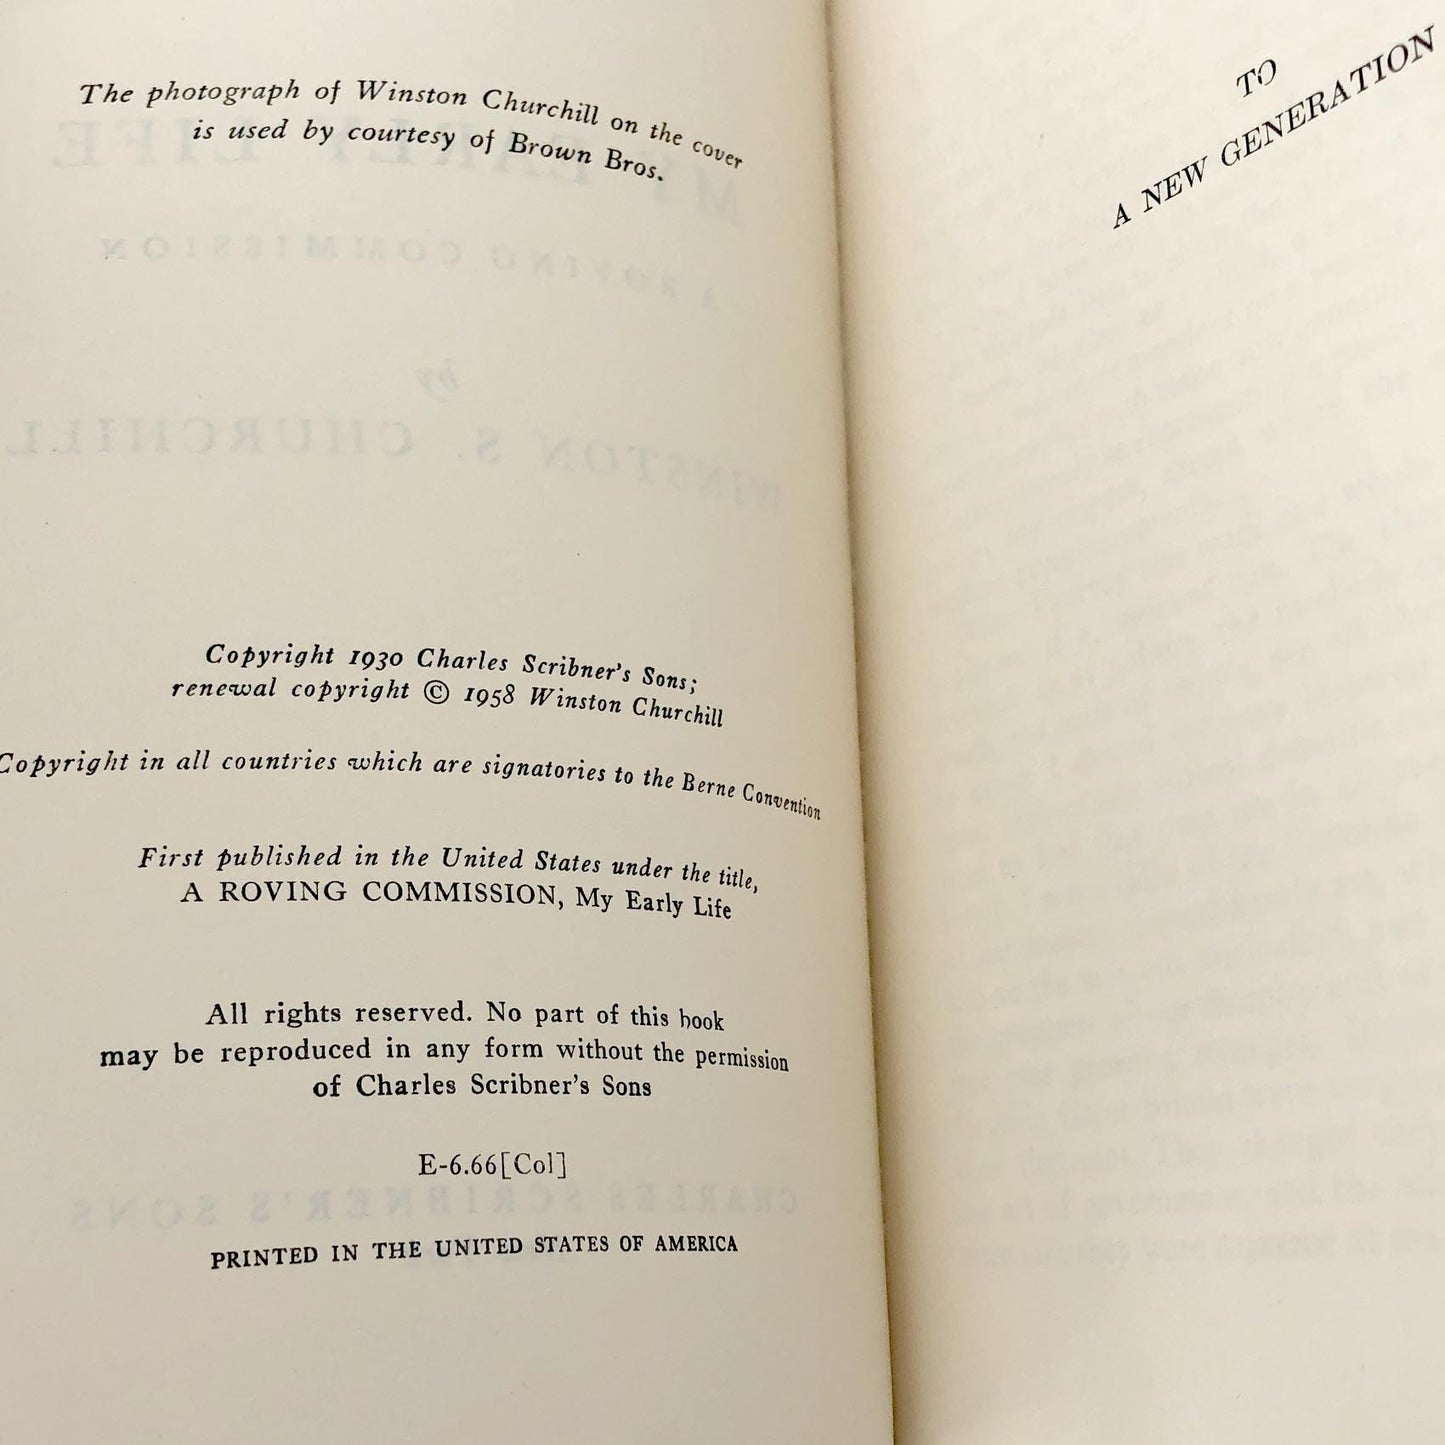 The photograph of Winston Churchill on the cover
is used by courtesy of Brown Bros.
Copyright 1930 Charles Scribner's Sons;
renewal copyright © 1958 Winston Churchill
Copyright in all countries which are signatories to the Berne Convention
First published in the United States under the title,
A ROVING COMMISSION, My Early Life
All rights reserved. No part of this book
may be reproduced in any form without the permission
of Charles Scribner's Sons
E-6.66[Col]
PRINTED IN THE UNITED STATES OF AMERICA
TO
A NEW GENERATION